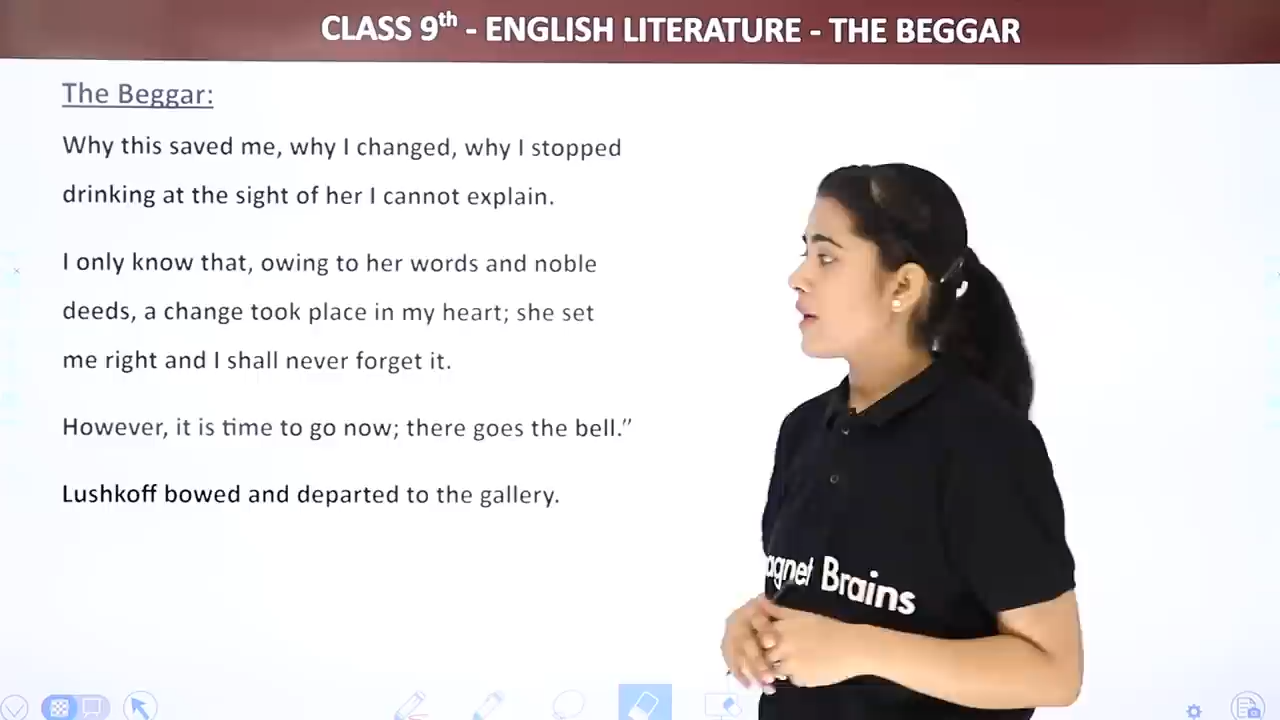 CLASS 9th - ENGLISH LITERATURE - THE BEGGAR
The Beggar:
Why this saved me, why I changed, why I stopped
drinking at the sight of her I cannot explain.
I only know that, owing to her words and noble
deeds, a change took place in my heart; she set
me right and I shall never forget it.
However, it is time to go now; there goes the bell.”
Lushkoff bowed and departed to the gallery.
agnet Brains